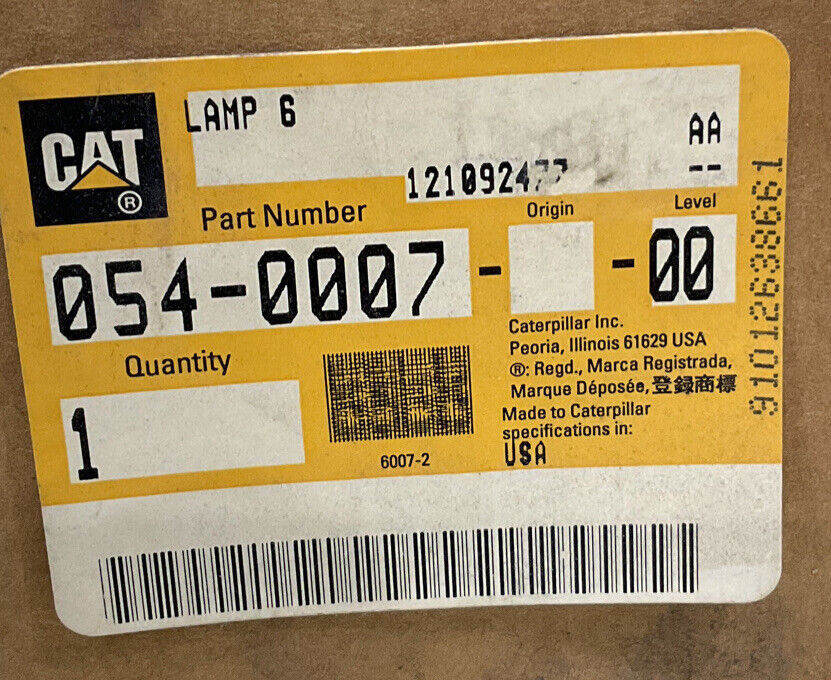 CAT
®
LAMP 6
AA
121092477 --
Part Number
Origin
Level
054-0007- -00
Quantity
1
6007-2
Caterpillar Inc.
Peoria, Illinois 61629 USA
®: Regd., Marca Registrada,
Marque Déposée, 登録商標
Made to Caterpillar
specifications in:
USA
91012638661